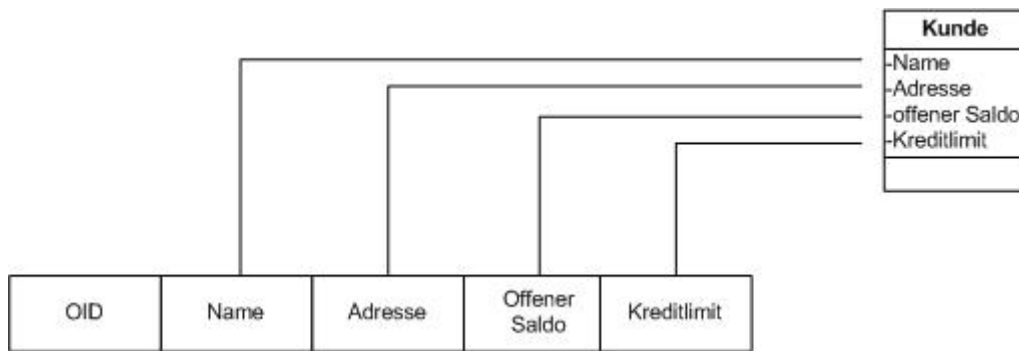 Kunde
-Name
-Adresse
-offener Saldo
-Kreditlimit
OID
Name
Adresse
Offener
Saldo
Kreditlimit